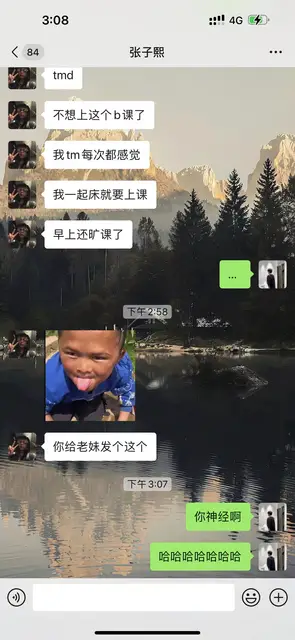 3:08
4G
84
张子熙
tmd
不想上这个b课了
我tm每次都感觉
我一起床就要上课
早上还旷课了
...
下午2:58
你给老妹发个这个
下午3:07
你神经啊
哈哈哈哈哈哈哈